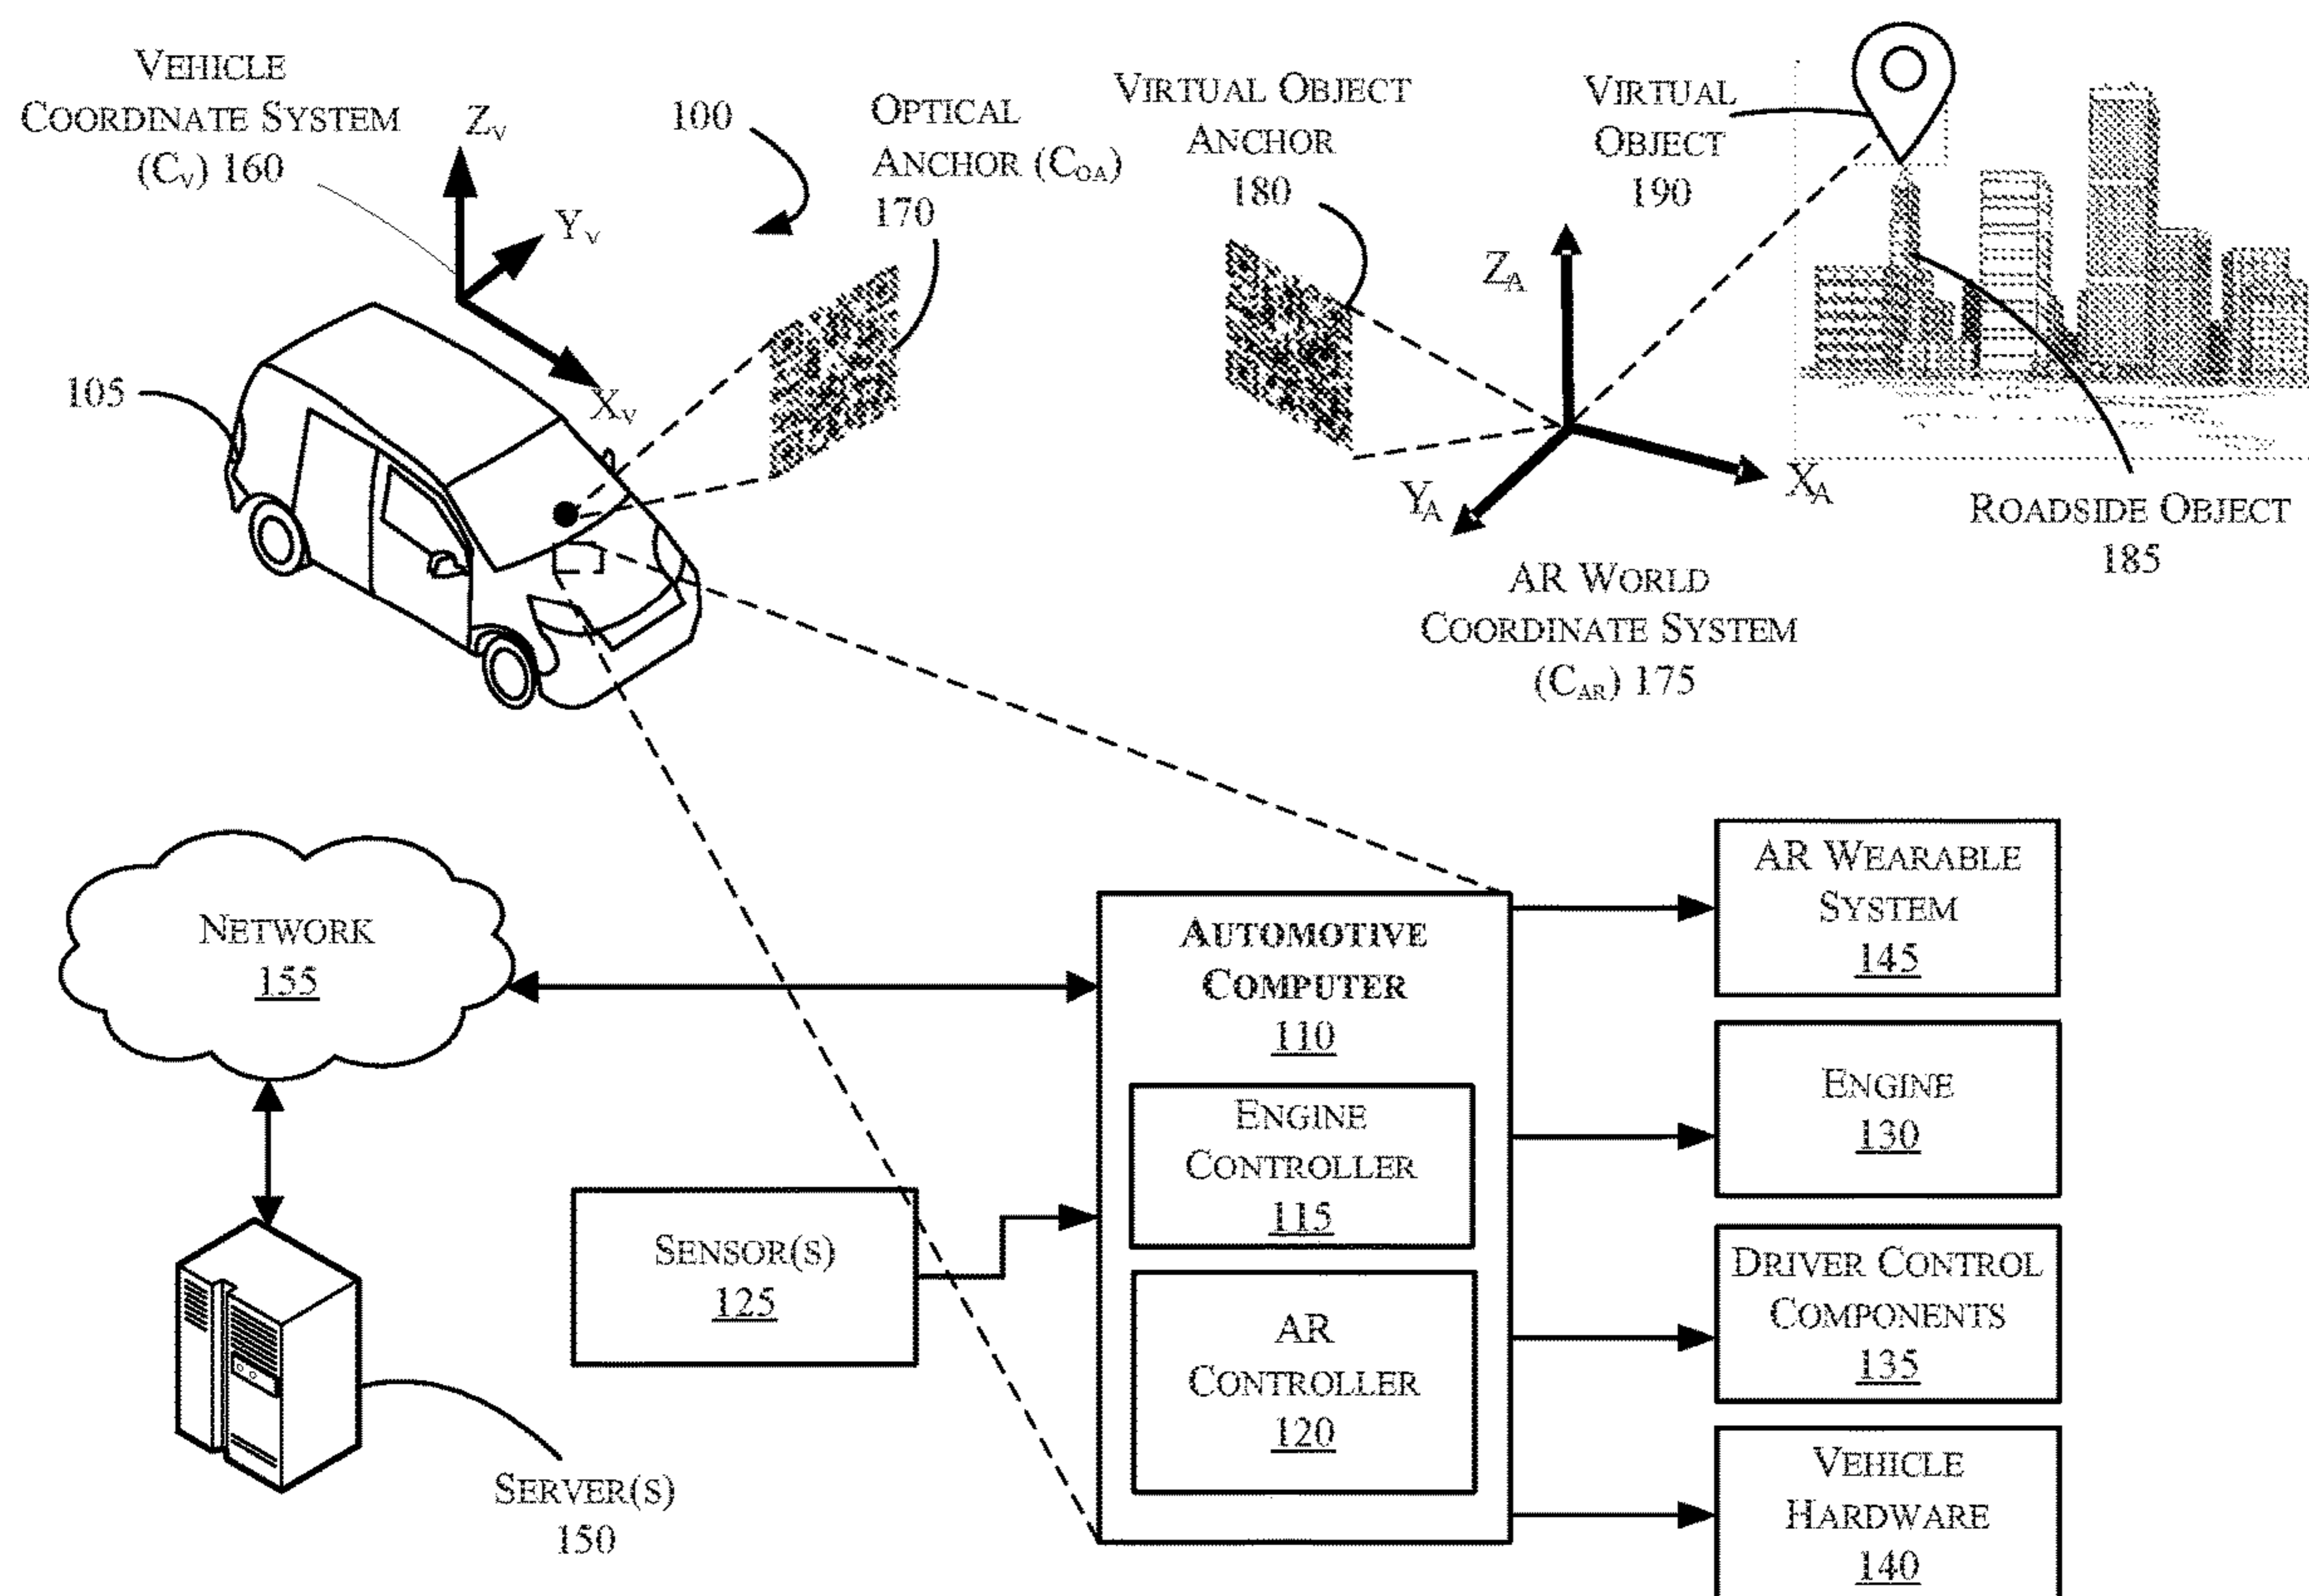 VEHICLE
COORDINATE SYSTEM
(Cv) 160
Zv
Yv
Xv
100
OPTICAL
ANCHOR (COA)
170
105
VIRTUAL OBJECT
ANCHOR
180
VIRTUAL
OBJECT
190
ZA
XA
YA
AR WORLD
COORDINATE SYSTEM
(CAR) 175
ROADSIDE OBJECT
185
NETWORK
155
SERVER(S)
150
SENSOR(S)
125
AUTOMOTIVE
COMPUTER
110
ENGINE
CONTROLLER
115
AR
CONTROLLER
120
AR WEARABLE
SYSTEM
145
ENGINE
130
DRIVER CONTROL
COMPONENTS
135
VEHICLE
HARDWARE
140